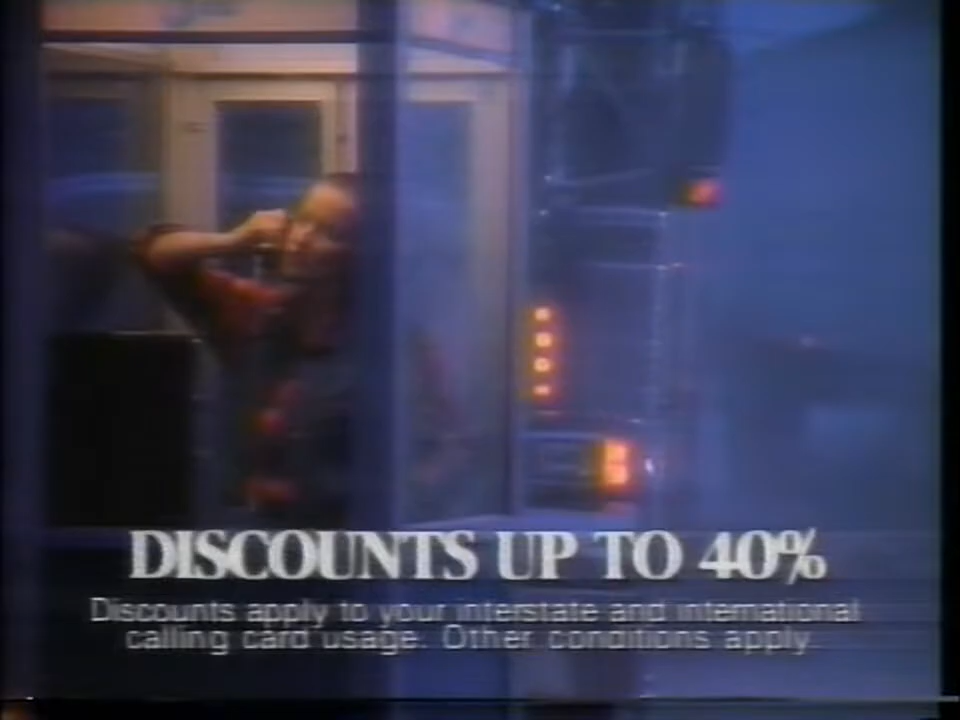 DISCOUNTS UP TO 40%
Discounts apply to your interstate and international
calling card usage. Other conditions apply.